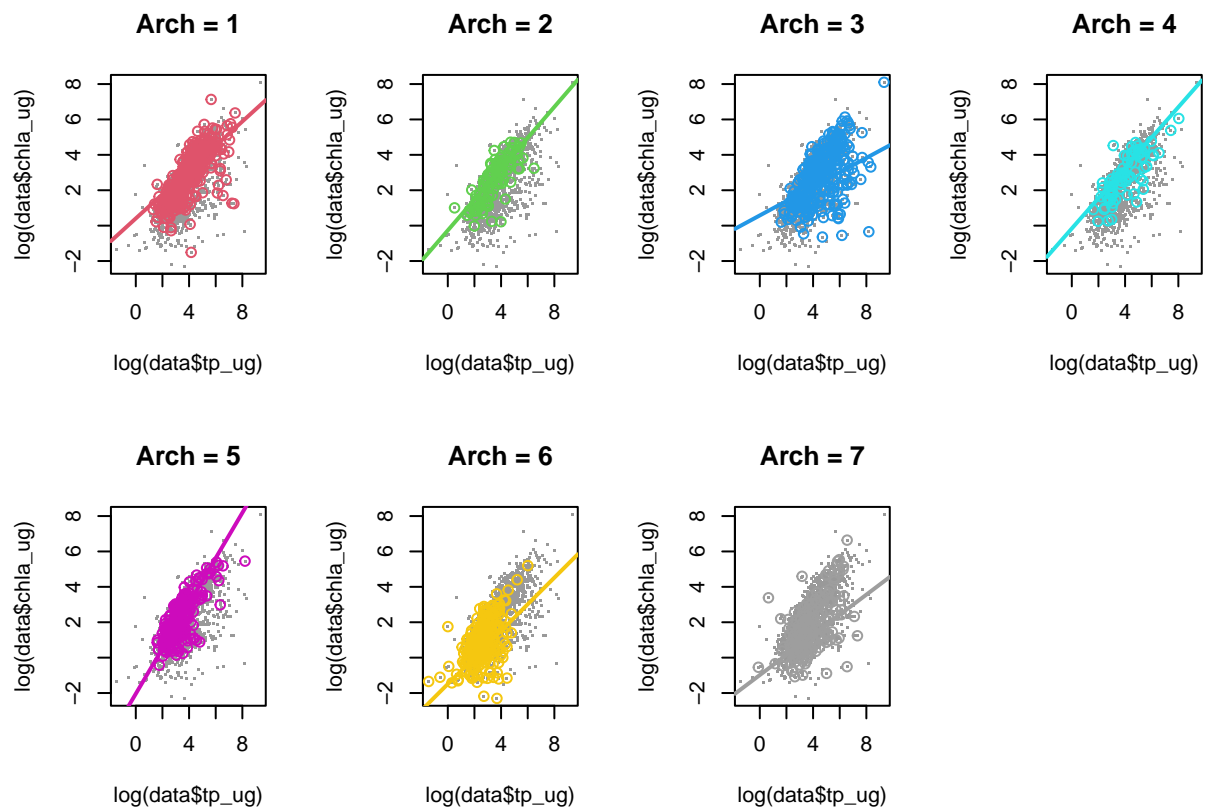 Arch = 1
Arch = 2
Arch = 3
Arch = 4
log(data$chla_ug)
−2 2 4 6 8
0 4 8
log(data$tp_ug)
log(data$chla_ug)
−2 2 4 6 8
0 4 8
log(data$tp_ug)
log(data$chla_ug)
−2 2 4 6 8
0 4 8
log(data$tp_ug)
log(data$chla_ug)
−2 2 4 6 8
0 4 8
log(data$tp_ug)
Arch = 5
Arch = 6
Arch = 7
log(data$chla_ug)
−2 2 4 6 8
0 4 8
log(data$tp_ug)
log(data$chla_ug)
−2 2 4 6 8
0 4 8
log(data$tp_ug)
log(data$chla_ug)
−2 2 4 6 8
0 4 8
log(data$tp_ug)